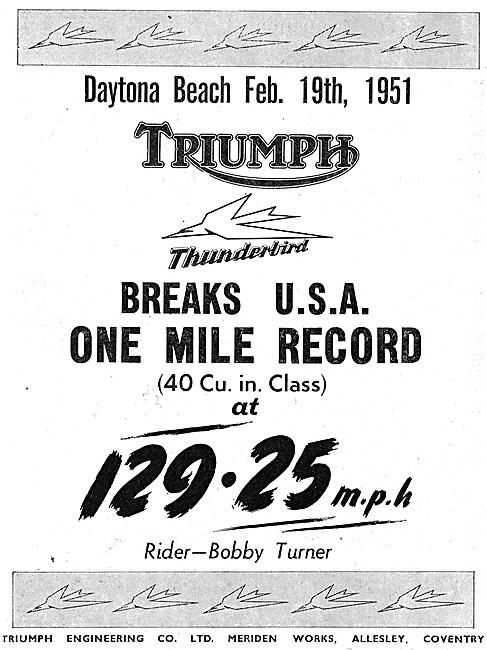 Daytona Beach Feb. 19th, 1951
TRIUMPH
Thunderbird
BREAKS U.S.A.
ONE MILE RECORD
(40 Cu. in. Class)
at
129·25 m.p.h
Rider—Bobby Turner
TRIUMPH ENGINEERING CO. LTD. MERIDEN WORKS, ALLESLEY, COVENTRY